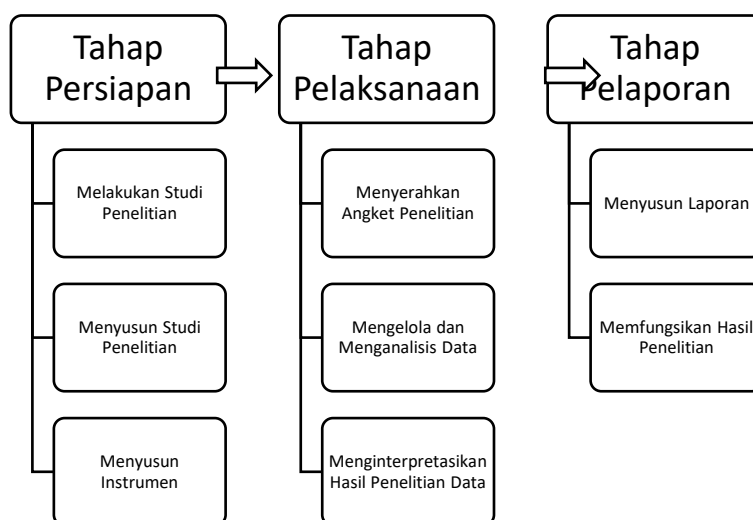 Tahap
Persiapan
Melakukan Studi
Penelitian
Menyusun Studi
Penelitian
Menyusun
Instrumen
Tahap
Pelaksanaan
Menyerahkan
Angket Penelitian
Mengelola dan
Menganalisis Data
Menginterpretasikan
Hasil Penelitian Data
Tahap
Pelaporan
Menyusun Laporan
Memfungsikan Hasil
Penelitian